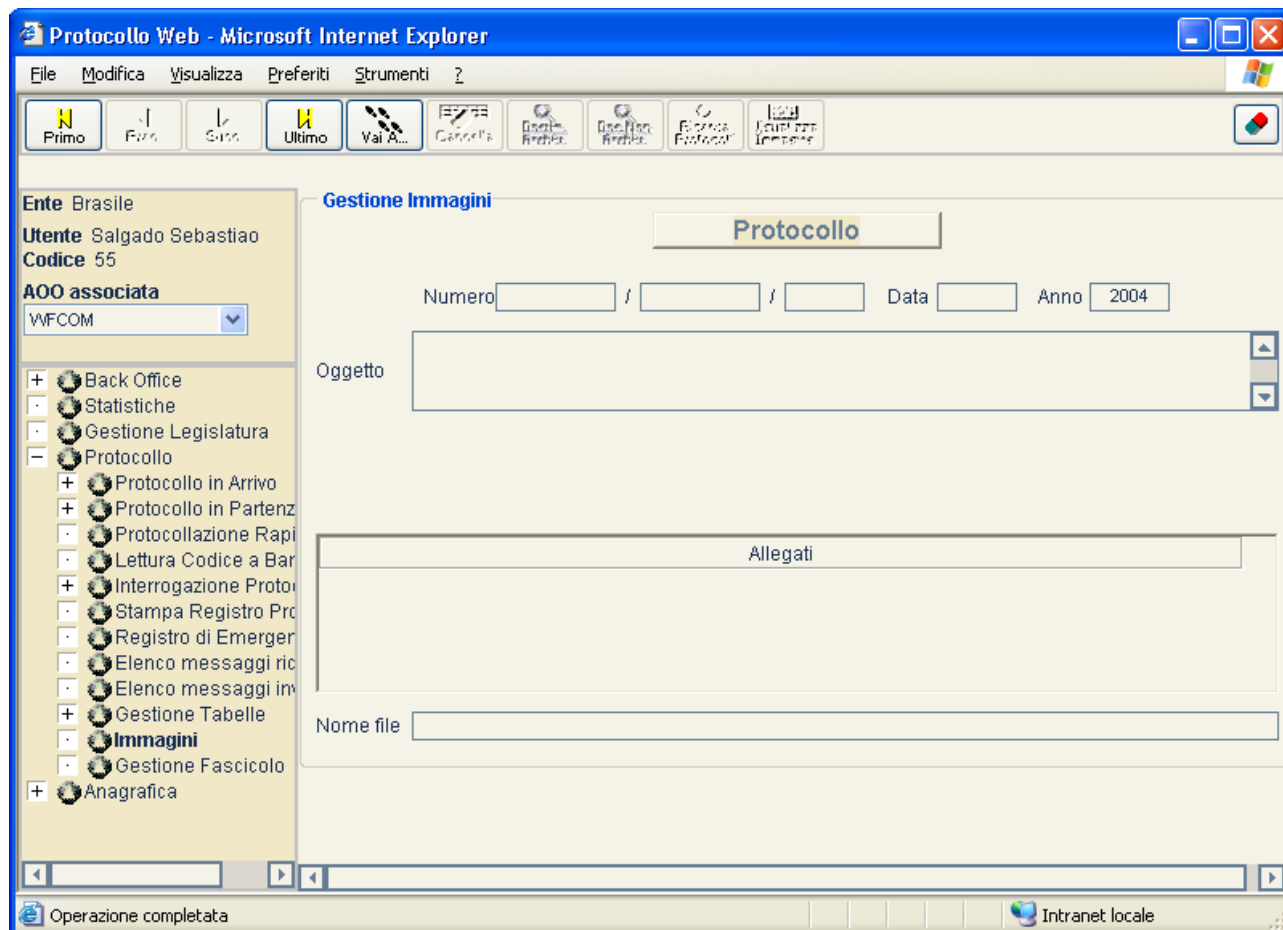 Protocollo Web - Microsoft Internet Explorer
File Modifica Visualizza Preferiti Strumenti ?
Primo Ultimo Vai A... Cancella
Ente Brasile
Utente Salgado Sebastiao
Codice 55
AOO associata
WFCOM
Back Office
Statistiche
Gestione Legislatura
Protocollo
Protocollo in Arrivo
Protocollo in Partenz
Protocollazione Rapi
Lettura Codice a Bar
Interrogazione Proto
Stampa Registro Pro
Registro di Emerger
Elenco messaggi ric
Elenco messaggi inv
Gestione Tabelle
Immagini
Gestione Fascicolo
Anagrafica
Gestione Immagini
Protocollo
Numero / / Data Anno 2004
Oggetto
Allegati
Nome file
Operazione completata Intranet locale